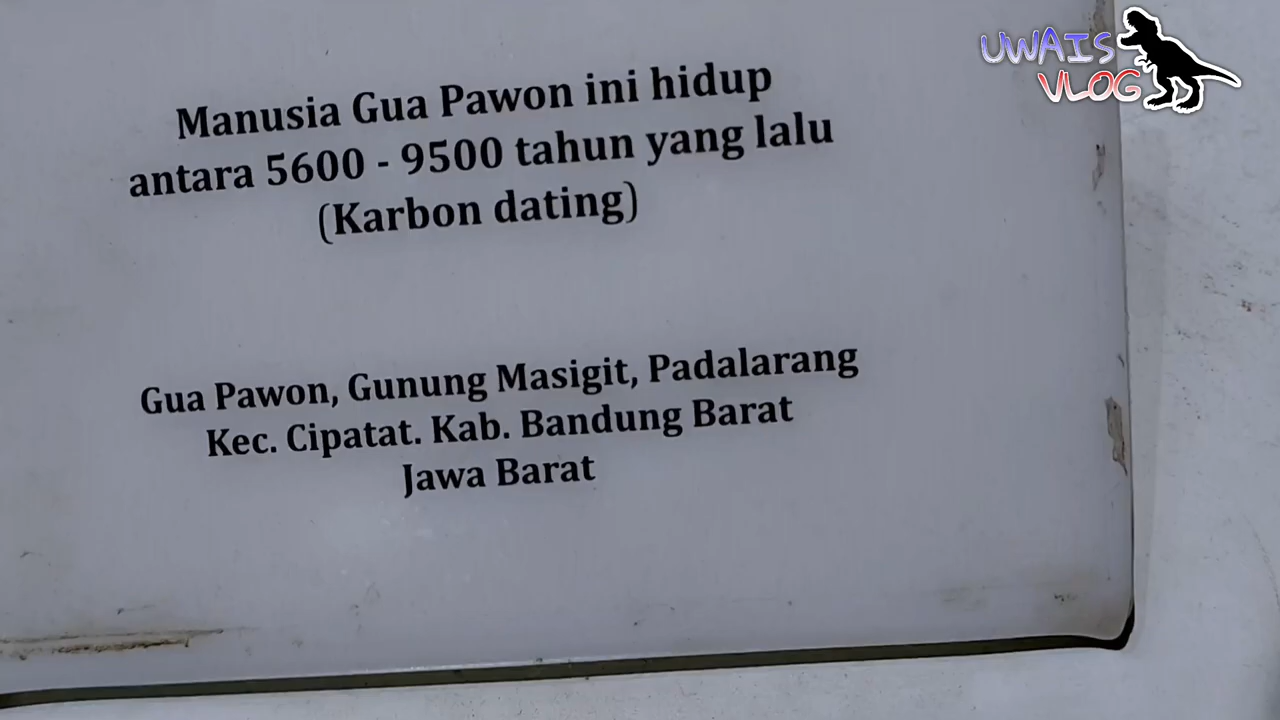 UWAIS
VLOG
Manusia Gua Pawon ini hidup
antara 5600 - 9500 tahun yang lalu
(Karbon dating)
Gua Pawon, Gunung Masigit, Padalarang
Kec. Cipatat. Kab. Bandung Barat
Jawa Barat